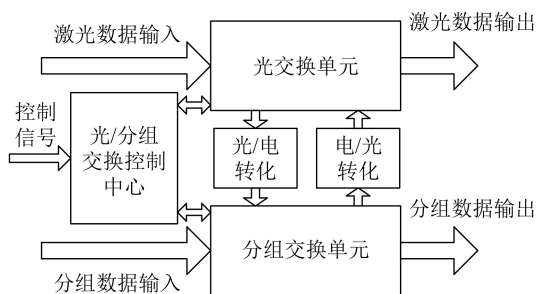 激光数据输入
激光数据输出
光交换单元
控制
信号
光/分组
交换控制
中心
光/电
转化
电/光
转化
分组数据输出
分组交换单元
分组数据输入